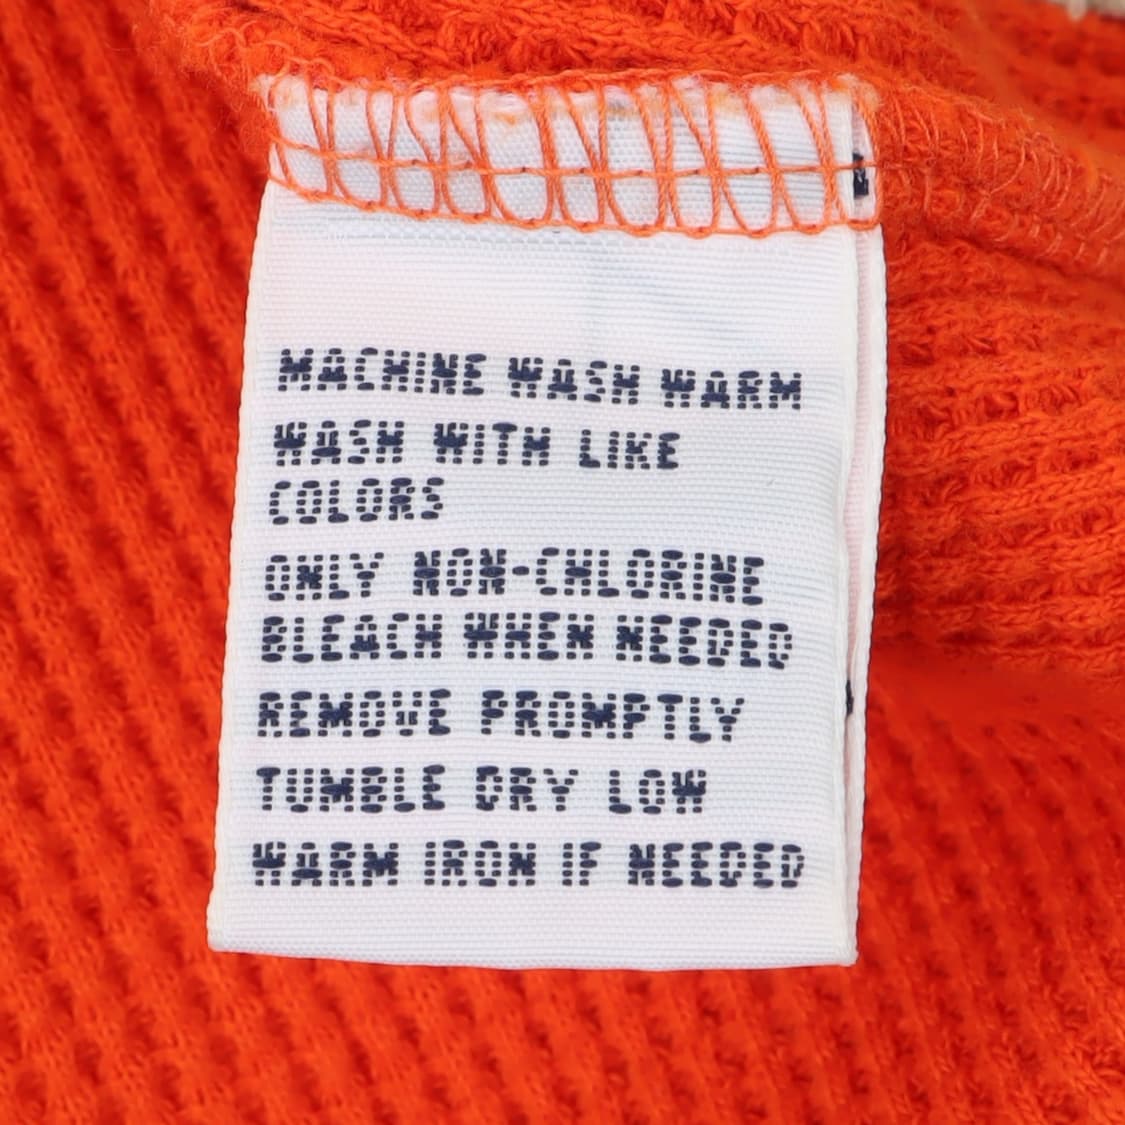 MACHINE WASH WARM
WASH WITH LIKE
COLORS
ONLY NON-CHLORINE
BLEACH WHEN NEEDED
REMOVE PROMPTLY
TUMBLE DRY LOW
WARM IRON IF NEEDED